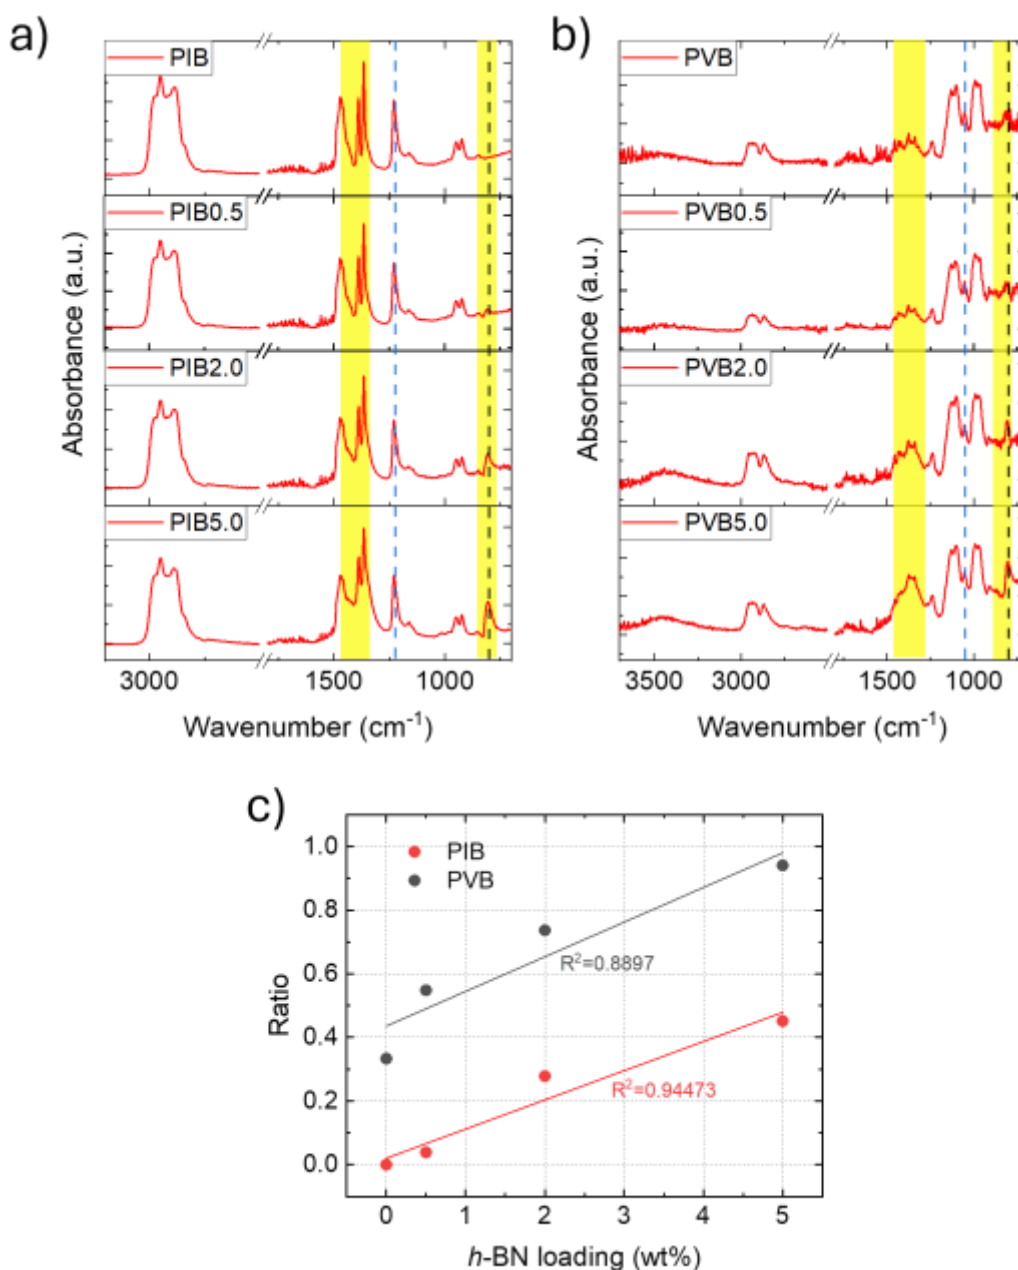 a)
PIB
PIB0.5
PIB2.0
PIB5.0
Absorbance (a.u.)
3000 1500 1000
Wavenumber (cm⁻¹)
b)
PVB
PVB0.5
PVB2.0
PVB5.0
Absorbance (a.u.)
3500 3000 1500 1000
Wavenumber (cm⁻¹)
c)
PIB
PVB
R²=0.8897
R²=0.94473
Ratio
1.0
0.8
0.6
0.4
0.2
0.0
0 1 2 3 4 5
h-BN loading (wt%)